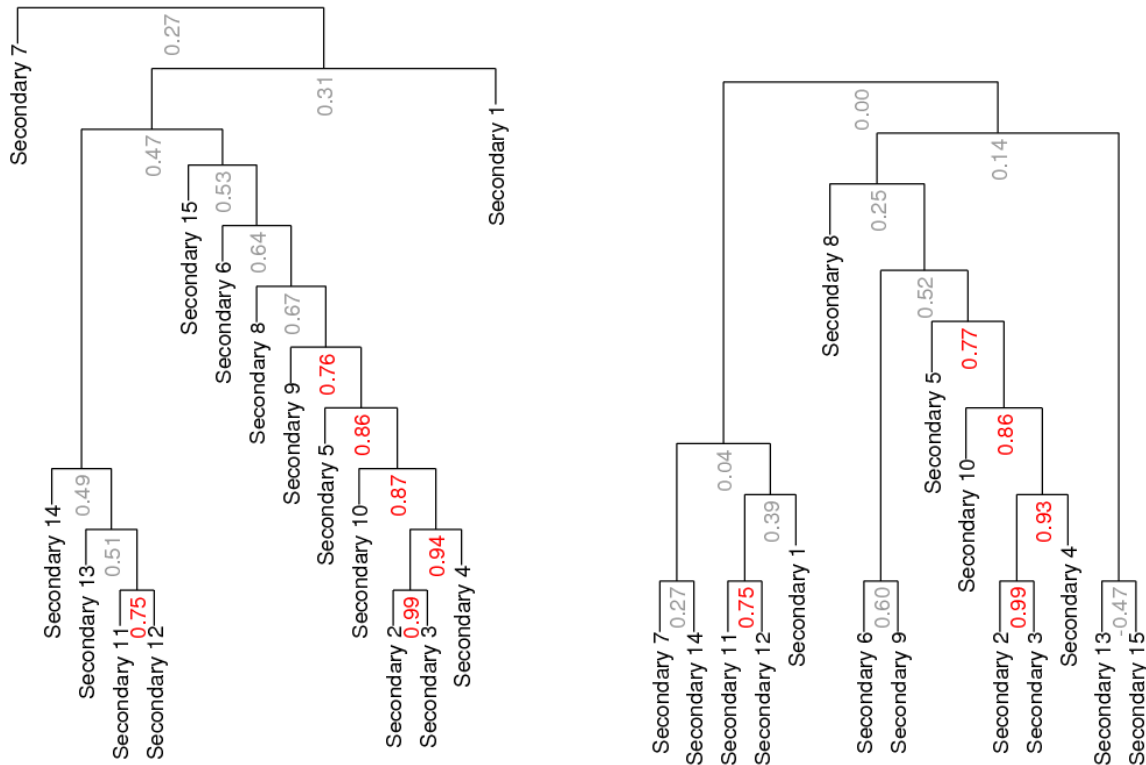 Secondary 7
0.27
0.31
Secondary 1
0.47
0.53
Secondary 15
0.64
Secondary 6
0.67
Secondary 8
0.76
Secondary 9
0.86
Secondary 5
0.87
Secondary 10
0.94
Secondary 4
0.99
Secondary 2
Secondary 3
0.49
Secondary 14
0.51
Secondary 13
0.75
Secondary 11
Secondary 12
0.00
0.14
0.25
Secondary 8
0.52
0.77
Secondary 5
0.86
Secondary 10
0.93
Secondary 4
0.99
Secondary 2
Secondary 3
0.60
Secondary 6
Secondary 9
0.04
0.39
Secondary 1
0.27
Secondary 7
Secondary 14
0.75
Secondary 11
Secondary 12
-0.47
Secondary 13
Secondary 15